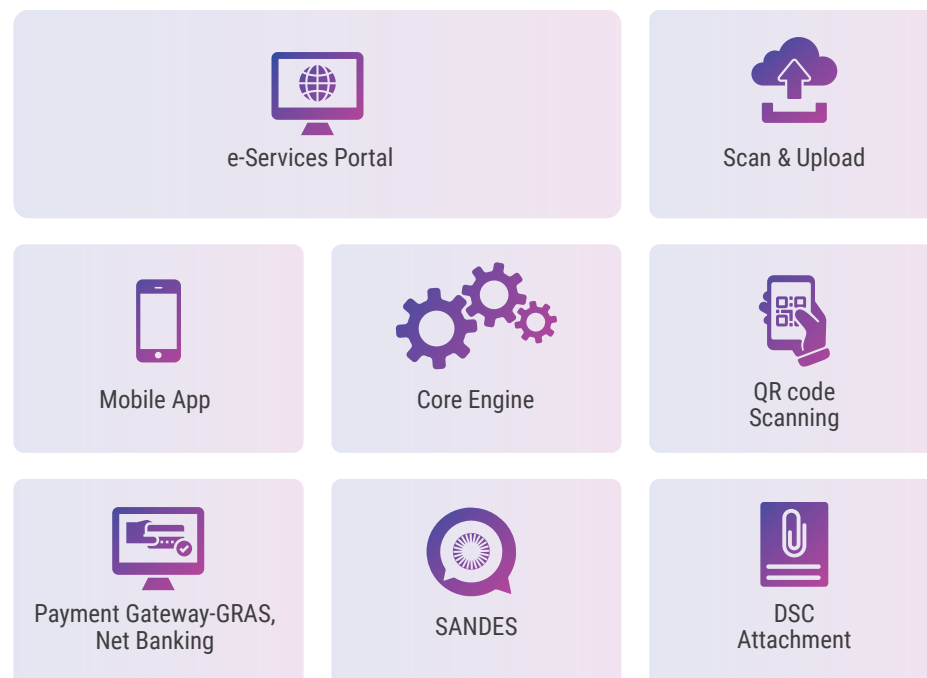 e-Services Portal
Scan & Upload
Mobile App
Core Engine
QR code
Scanning
Payment Gateway-GRAS,
Net Banking
SANDES
DSC
Attachment